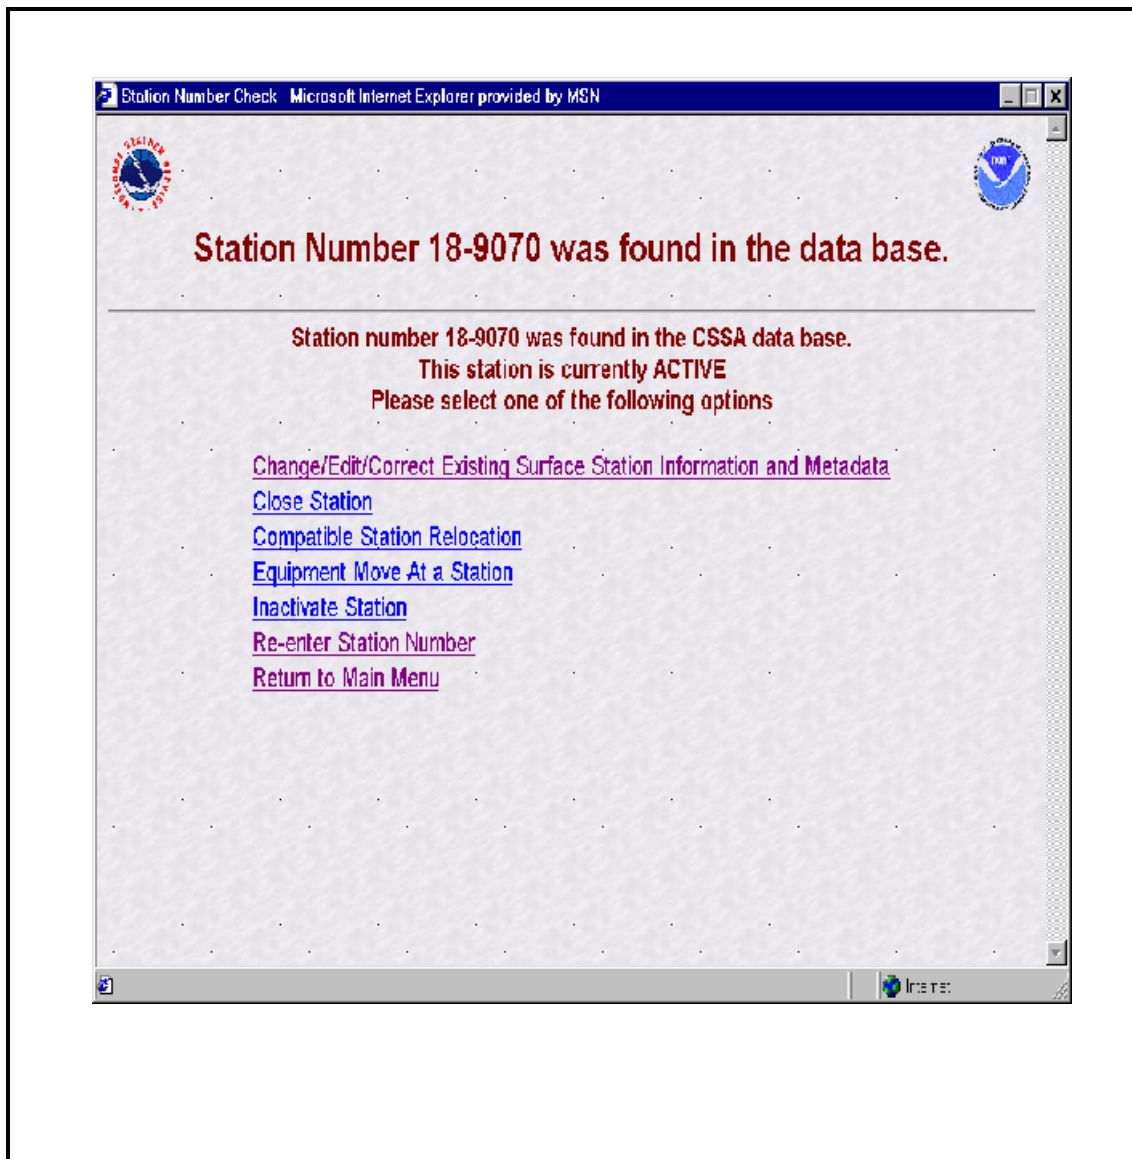 Station Number Check Microsoft Internet Explorer provided by MSN
Station Number 18-9070 was found in the data base.
Station number 18-9070 was found in the CSSA data base.
This station is currently ACTIVE
Please select one of the following options
Change/Edit/Correct Existing Surface Station Information and Metadata
Close Station
Compatible Station Relocation
Equipment Move At a Station
Inactivate Station
Re-enter Station Number
Return to Main Menu
Internet